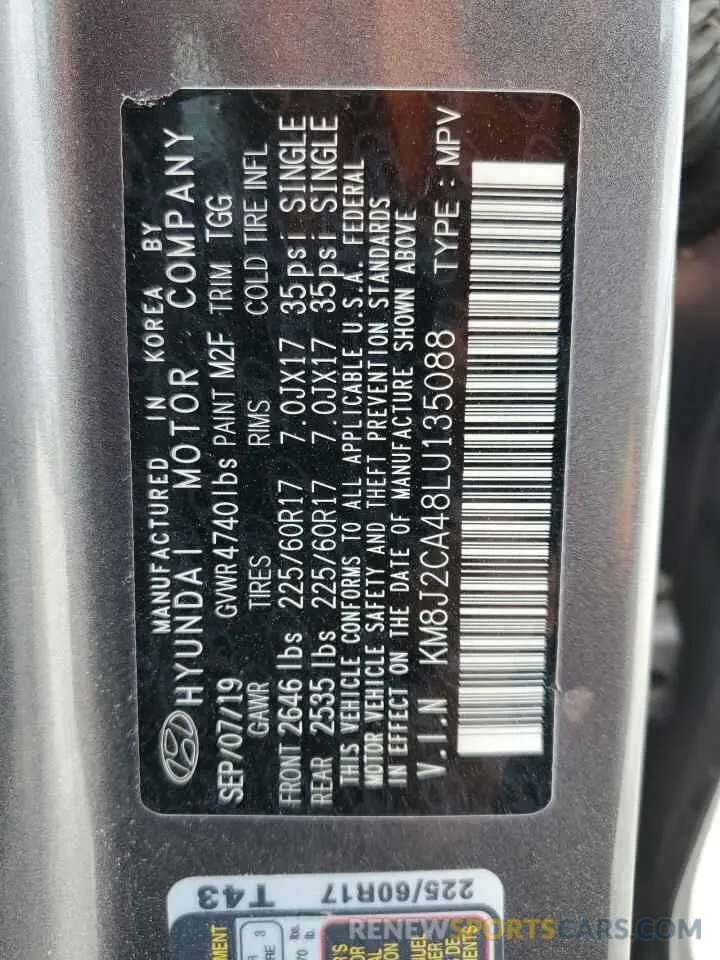 MANUFACTURED IN KOREA BY
HYUNDAI MOTOR COMPANY
SEP/07/19 GVWR4740lbs PAINT M2F TRIM TGG
GAWR TIRES RIMS COLD TIRE INFL
FRONT 2646 lbs 225/60R17 7.0JX17 35psi SINGLE
REAR 2535 lbs 225/60R17 7.0JX17 35psi SINGLE
THIS VEHICLE CONFORMS TO ALL APPLICABLE U.S.A. FEDERAL
MOTOR VEHICLE SAFETY AND THEFT PREVENTION STANDARDS
IN EFFECT ON THE DATE OF MANUFACTURE SHOWN ABOVE
V.I.N KM8J2CA48LU135088 TYPE : MPV
T43
225/60R17
RENEWSPORTSCARS.COM